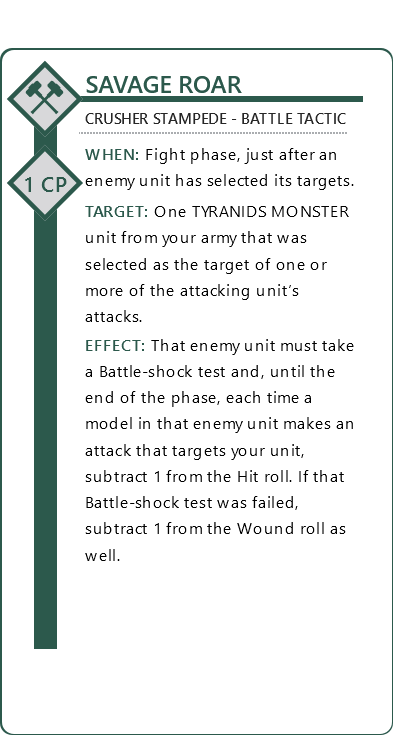 SAVAGE ROAR
CRUSHER STAMPEDE - BATTLE TACTIC
WHEN: Fight phase, just after an
1 CP
enemy unit has selected its targets.
TARGET: One TYRANIDS MONSTER
unit from your army that was
selected as the target of one or
more of the attacking unit's
attacks.
EFFECT: That enemy unit must take
a Battle-shock test and, until the
end of the phase, each time a
model in that enemy unit makes an
attack that targets your unit,
subtract 1 from the Hit roll. If that
Battle-shock test was failed,
subtract 1 from the Wound roll as
well.